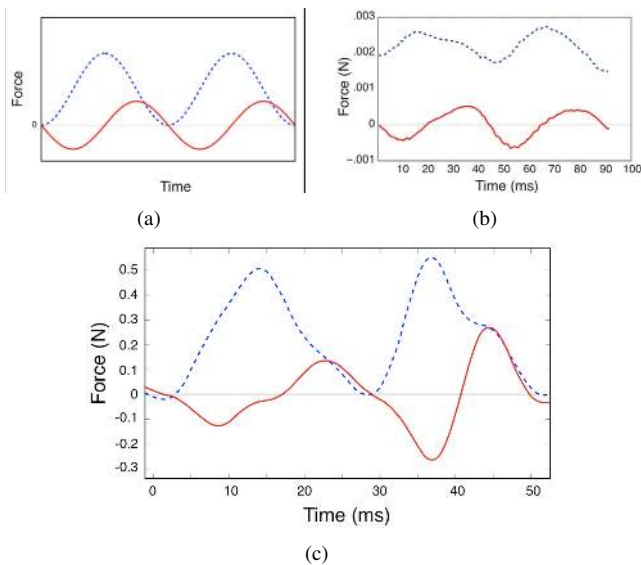 Force
0
Time
(a)
.003
.002
.001
0
−.001
Force (N)
0 10 20 30 40 50 60 70 80 90 100
Time (ms)
(b)
0.5
0.4
0.3
0.2
0.1
0
-0.1
-0.2
-0.3
Force (N)
0 10 20 30 40 50
Time (ms)
(c)